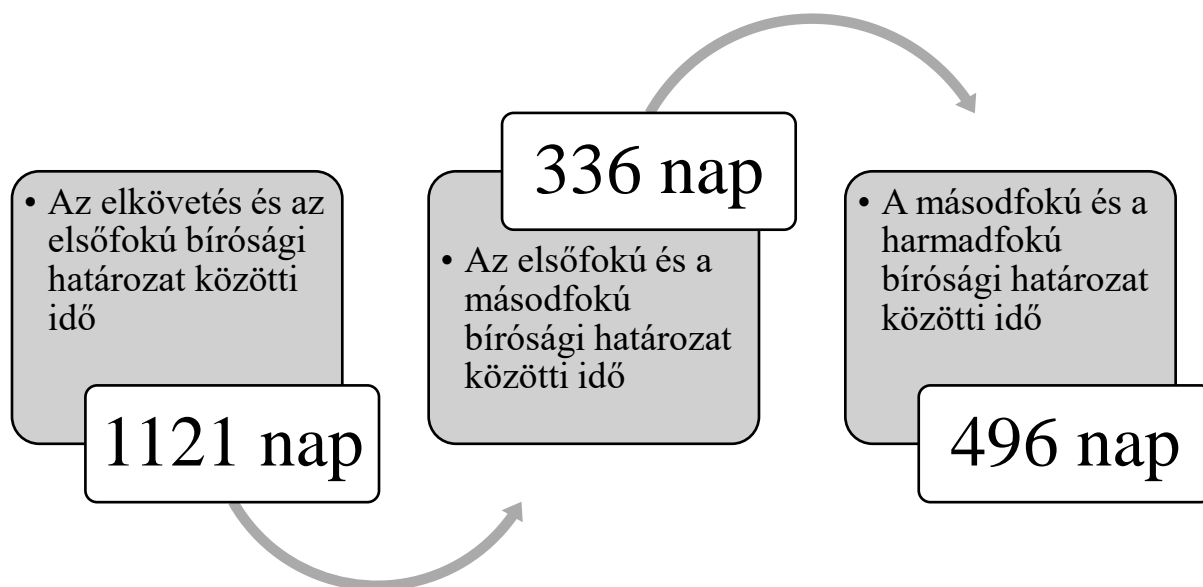 • Az elkövetés és az
elsőfokú bírósági
határozat közötti
idő
1121 nap
336 nap
• Az elsőfokú és a
másodfokú
bírósági határozat
közötti idő
• A másodfokú és a
harmadfokú
bírósági határozat
közötti idő
496 nap